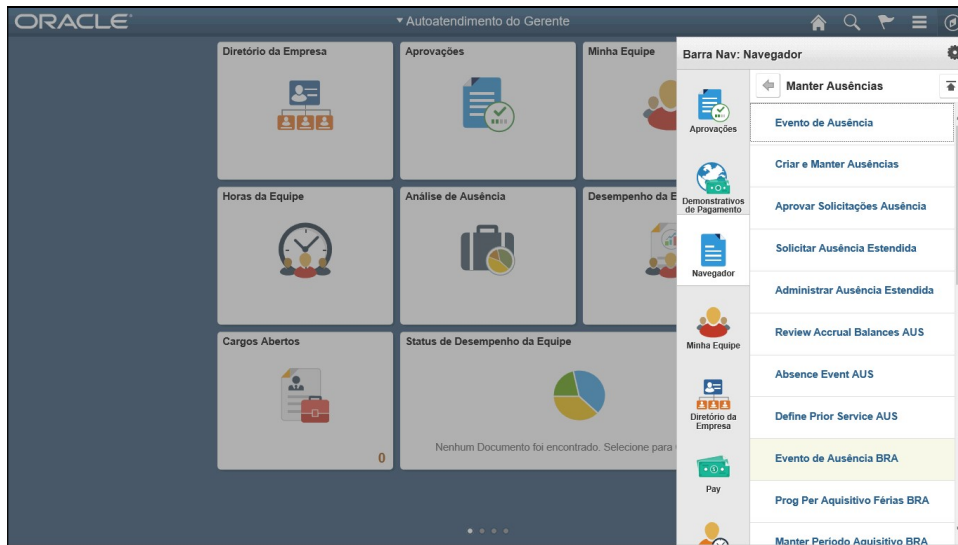 ORACLE
Autoatendimento do Gerente
Diretório da Empresa
Aprovações
Minha Equipe
Horas da Equipe
Análise de Ausência
Desempenho da E
Cargos Abertos
0
Status de Desempenho da Equipe
Nenhum Documento foi encontrado. Selecione para
Barra Nav: Navegador
Aprovações
Demonstrativos
de Pagamento
Navegador
Minha Equipe
Diretório da
Empresa
Pay
Manter Ausências
Evento de Ausência
Criar e Manter Ausências
Aprovar Solicitações Ausência
Solicitar Ausência Estendida
Administrar Ausência Estendida
Review Accrual Balances AUS
Absence Event AUS
Define Prior Service AUS
Evento de Ausência BRA
Prog Per Aquisitivo Férias BRA
Manter Período Aquisitivo BRA